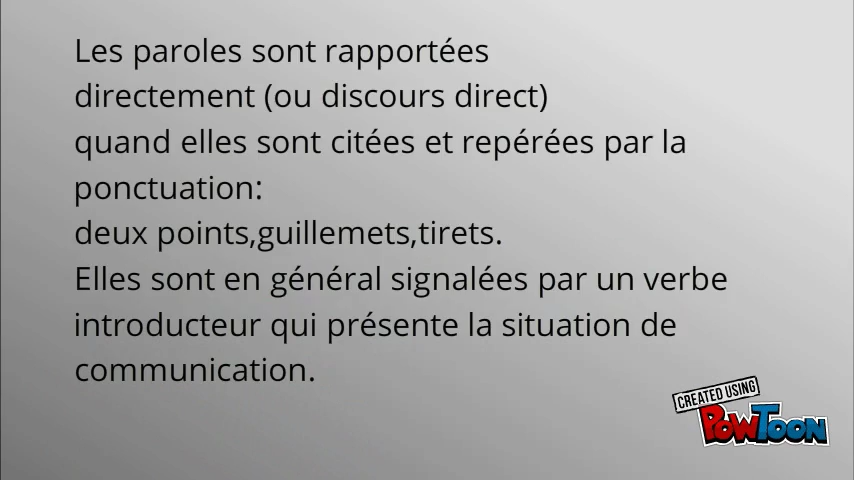 Les paroles sont rapportées
directement (ou discours direct)
quand elles sont citées et repérées par la
ponctuation:
deux points,guillemets,tirets.
Elles sont en général signalées par un verbe
introducteur qui présente la situation de
communication.
CREATED USING
PowToon